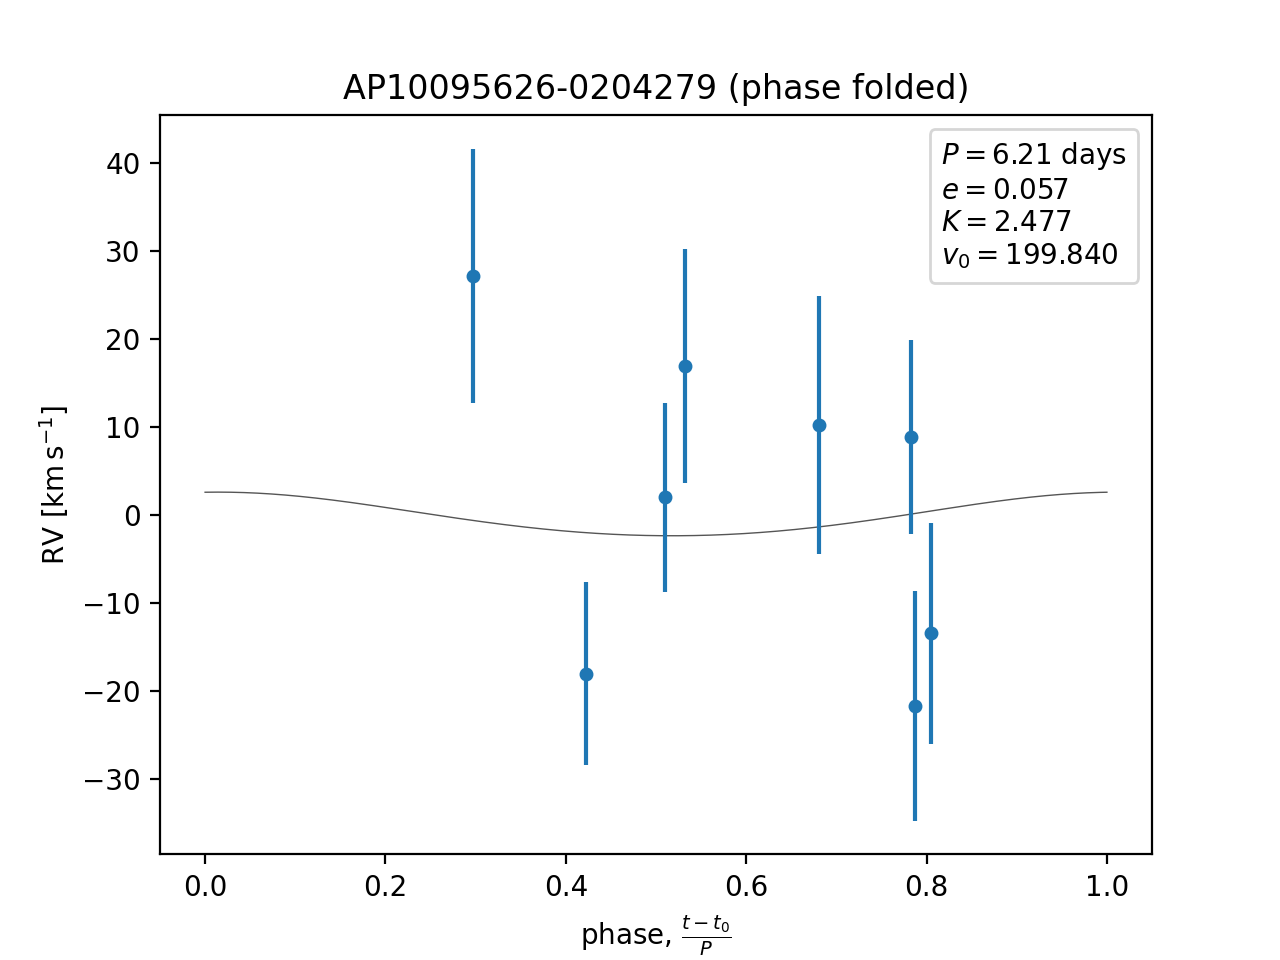 AP10095626-0204279 (phase folded)
P = 6.21 days
e = 0.057
K = 2.477
v₀ = 199.840
RV [km s⁻¹]
40
30
20
10
0
−10
−20
−30
0.0 0.2 0.4 0.6 0.8 1.0
phase, (t − t₀)/P